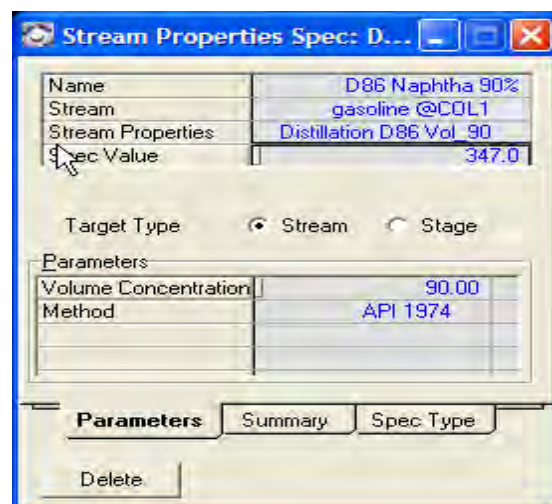 Stream Properties Spec: D...
Name D86 Naphtha 90%
Stream gasoline @COL1
Stream Properties Distillation D86 Vol_90
Spec Value 347.0
Target Type Stream Stage
Parameters
Volume Concentration 90.00
Method API 1974
Parameters Summary Spec Type
Delete